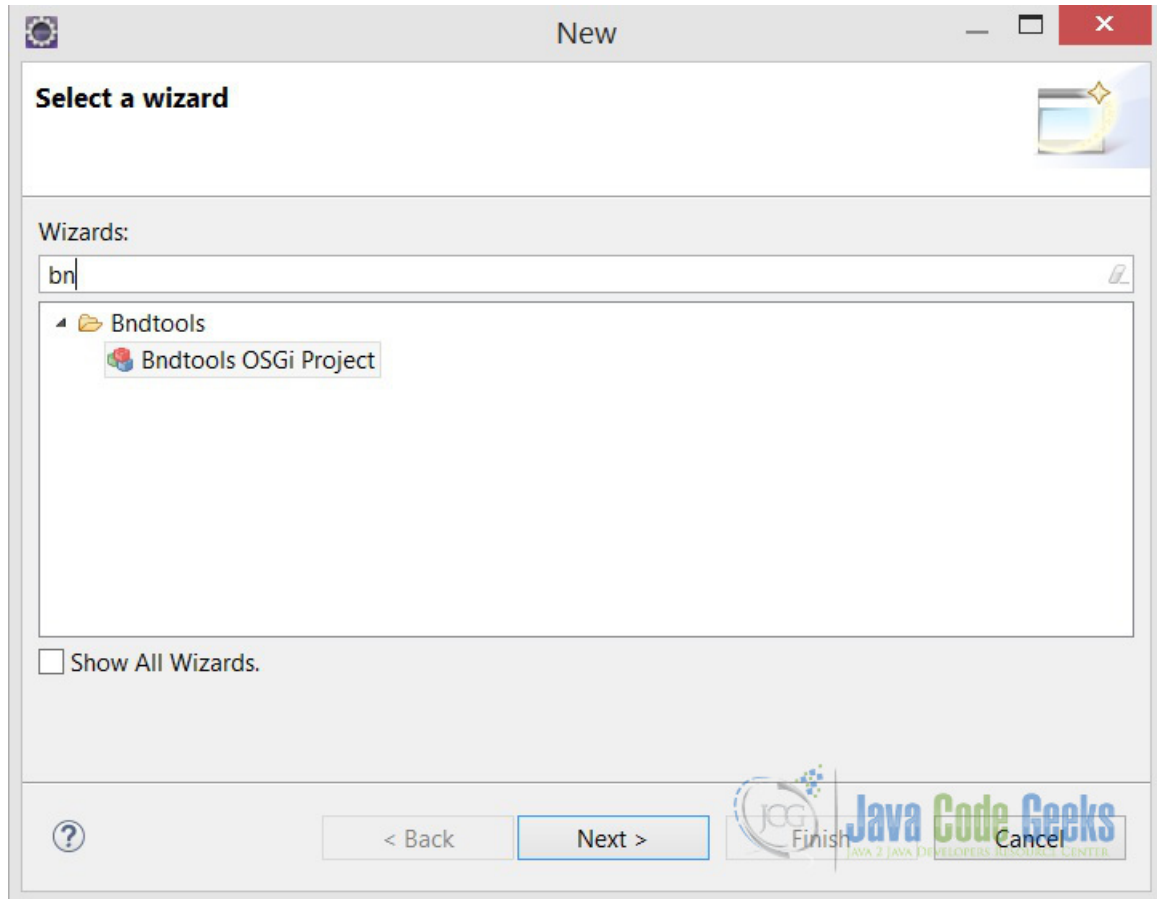 New
Select a wizard
Wizards:
bn
Bndtools
Bndtools OSGi Project
Show All Wizards.
< Back Next > Finish Cancel
JCG Java Code Geeks
JAVA 2 JAVA DEVELOPERS RESOURCE CENTER